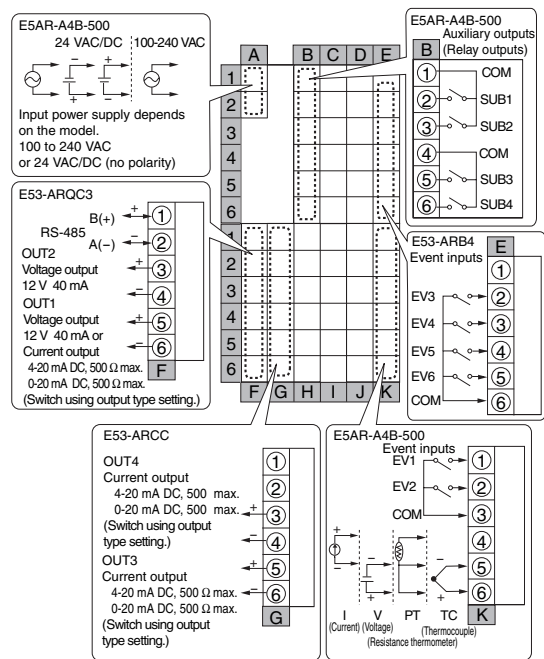 E5AR-A4B-500
24 VAC/DC
100-240 VAC
Input power supply depends
on the model.
100 to 240 VAC
or 24 VAC/DC (no polarity)
A B C D E
1
2
3
4
5
6
1
2
3
4
5
6
F G H I J K
E5AR-A4B-500
Auxiliary outputs
(Relay outputs)
B
1 COM
2 SUB1
3 SUB2
4 COM
5 SUB3
6 SUB4
E53-ARQC3
B(+) + 1
RS-485
A(−) − 2
OUT2
Voltage output + 3
12 V 40 mA
− 4
OUT1
Voltage output + 5
12 V 40 mA or
Current output − 6
4-20 mA DC, 500 Ω max.
0-20 mA DC, 500 Ω max.
(Switch using output type setting.)
F
E53-ARB4
Event inputs
E
1
EV3 2
EV4 3
EV5 4
EV6 5
COM 6
E53-ARCC
OUT4 1
Current output 2
4-20 mA DC, 500 max.
0-20 mA DC, 500 max. + 3
(Switch using output
type setting.) − 4
OUT3 + 5
Current output
4-20 mA DC, 500 Ω max. − 6
0-20 mA DC, 500 Ω max.
(Switch using output
type setting.)
G
E5AR-A4B-500
Event inputs
EV1 1
EV2 2
COM 3
4
5
6
+ −
− +
− +
I V PT TC K
(Current) (Voltage) (Thermocouple)
(Resistance thermometer)